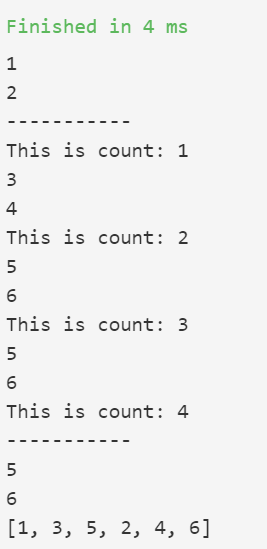 Finished in 4 ms
1
2
-----------
This is count: 1
3
4
This is count: 2
5
6
This is count: 3
5
6
This is count: 4
-----------
5
6
[1, 3, 5, 2, 4, 6]